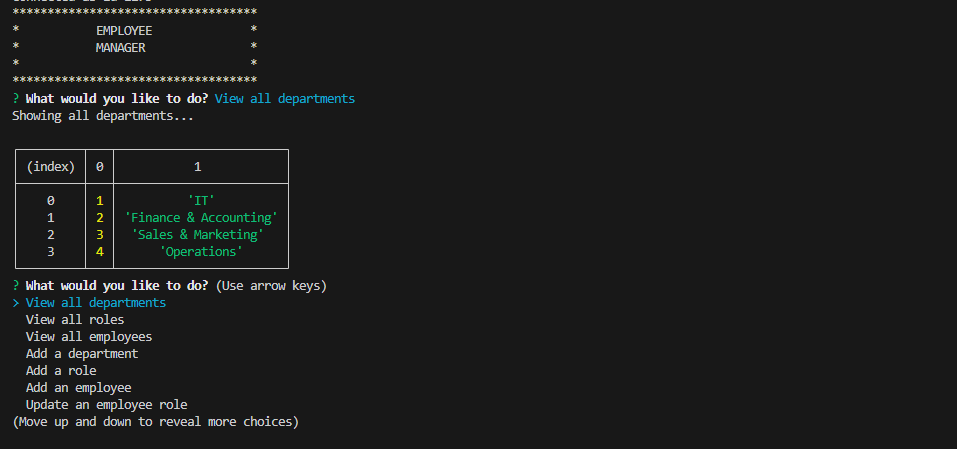 ***********************************
*           EMPLOYEE              *
*           MANAGER               *
*                                 *
***********************************
? What would you like to do? View all departments
Showing all departments...
(index) 0 1
0 1 'IT'
1 2 'Finance & Accounting'
2 3 'Sales & Marketing'
3 4 'Operations'
? What would you like to do? (Use arrow keys)
> View all departments
View all roles
View all employees
Add a department
Add a role
Add an employee
Update an employee role
(Move up and down to reveal more choices)